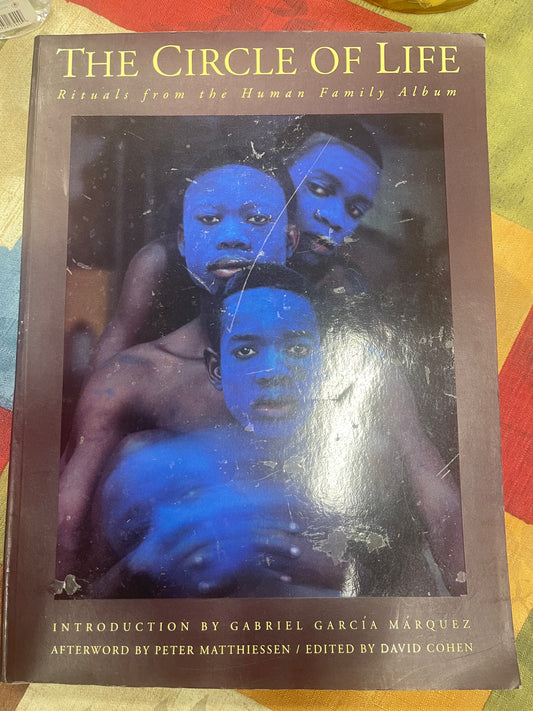 THE CIRCLE OF LIFE
Rituals from the Human Family Album
INTRODUCTION BY GABRIEL GARCÍA MÁRQUEZ
AFTERWORD BY PETER MATTHIESSEN / EDITED BY DAVID COHEN